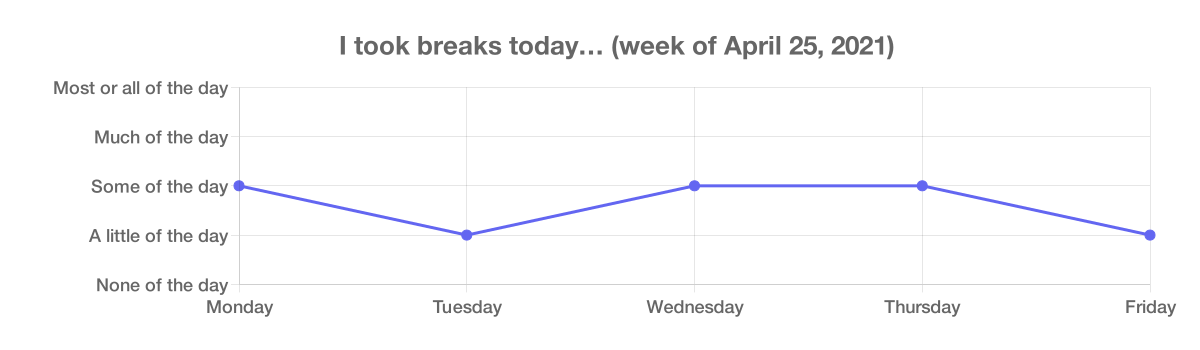 I took breaks today... (week of April 25, 2021)
Most or all of the day
Much of the day
Some of the day
A little of the day
None of the day
Monday Tuesday Wednesday Thursday Friday